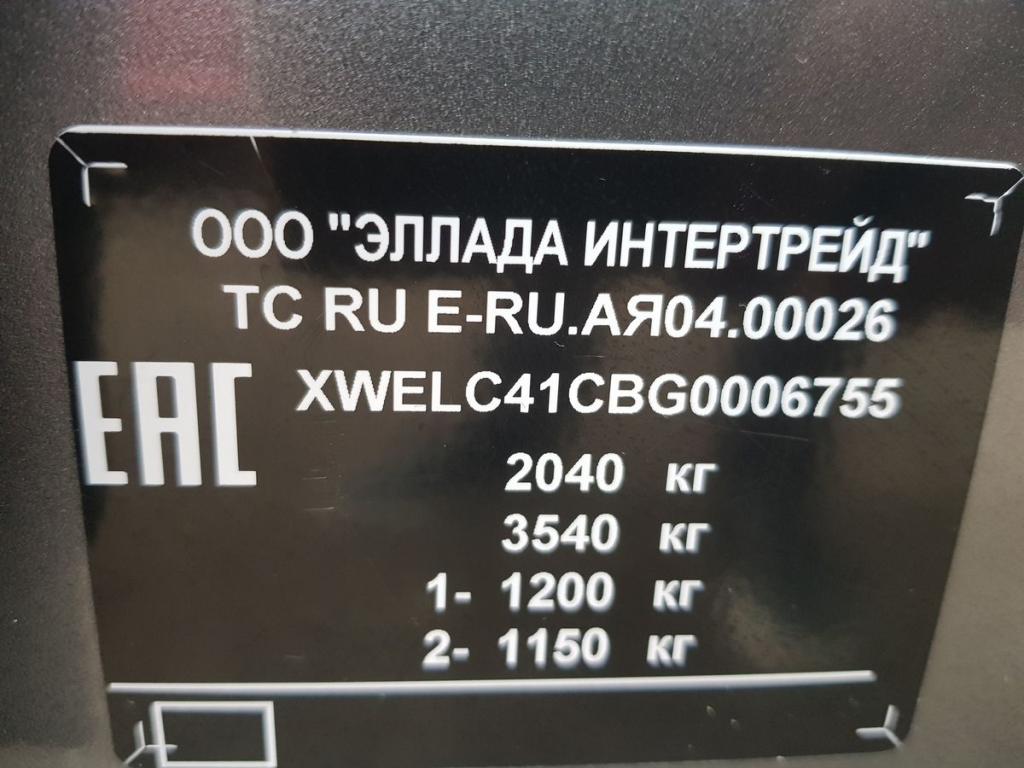 ООО "ЭЛЛАДА ИНТЕРТРЕЙД"
ТС RU E-RU.АЯ04.00026
EAC XWELC41CBG0006755
2040 кг
3540 кг
1- 1200 кг
2- 1150 кг